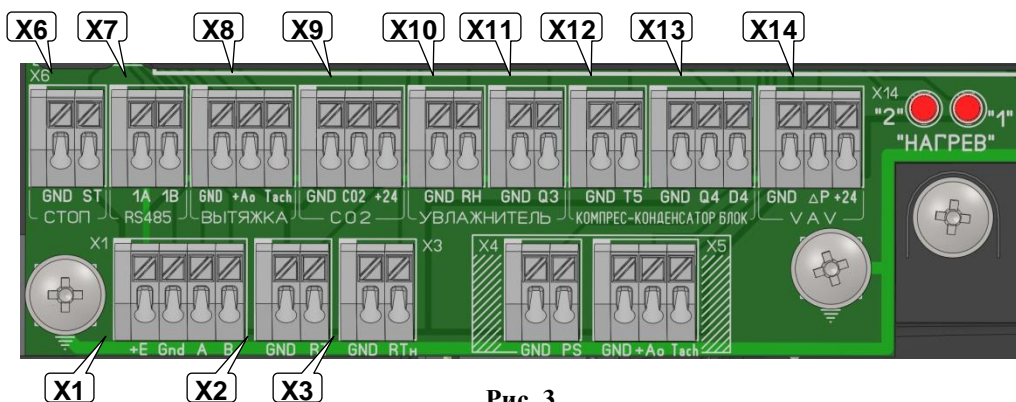 X6 X7 X8 X9 X10 X11 X12 X13 X14
X6 X14 "2" "1"
"НАГРЕВ"
GND ST 1A 1B GND +Ao Tach GND CO2 +24 GND RH GND Q3 GND T5 GND Q4 D4 GND △P +24
СТОП RS485 ВЫТЯЖКА CO2 УВЛАЖНИТЕЛЬ КОМПРЕС-КОНДЕНСАТОР БЛОК VAV
X1 X3 X4 X5
+E Gnd A B GND GND RTн GND PS GND +Ao Tach
X1 X2 X3
Рис. 3